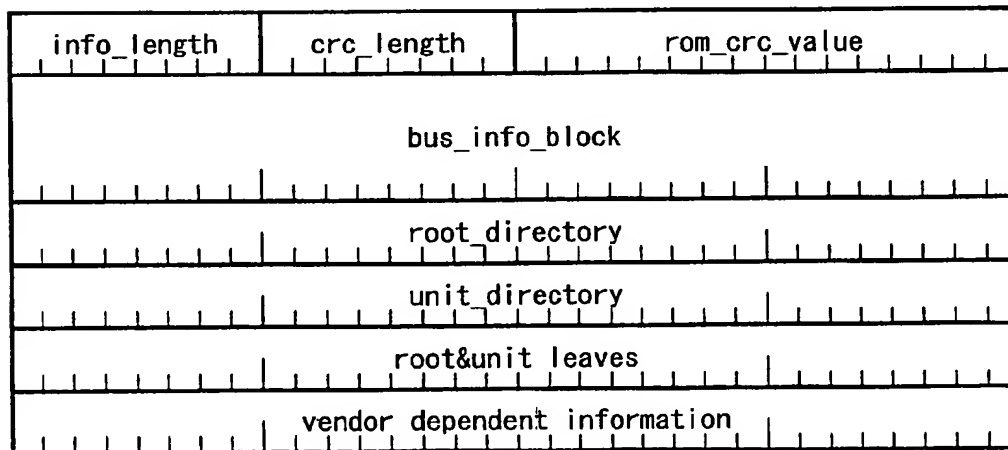 info_length crc_length rom_crc_value
bus_info_block
root_directory
unit_directory
root&unit leaves
vendor dependent information